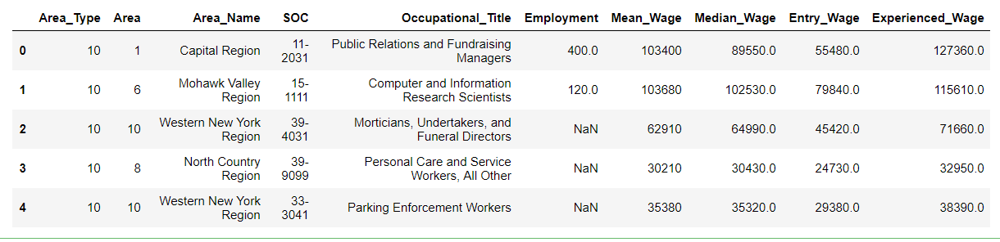 Area_Type Area Area_Name SOC Occupational_Title Employment Mean_Wage Median_Wage Entry_Wage Experienced_Wage
0 10 1 Capital Region 11-2031 Public Relations and Fundraising Managers 400.0 103400 89550.0 55480.0 127360.0
1 10 6 Mohawk Valley Region 15-1111 Computer and Information Research Scientists 120.0 103680 102530.0 79840.0 115610.0
2 10 10 Western New York Region 39-4031 Morticians, Undertakers, and Funeral Directors NaN 62910 64990.0 45420.0 71660.0
3 10 8 North Country Region 39-9099 Personal Care and Service Workers, All Other NaN 30210 30430.0 24730.0 32950.0
4 10 10 Western New York Region 33-3041 Parking Enforcement Workers NaN 35380 35320.0 29380.0 38390.0